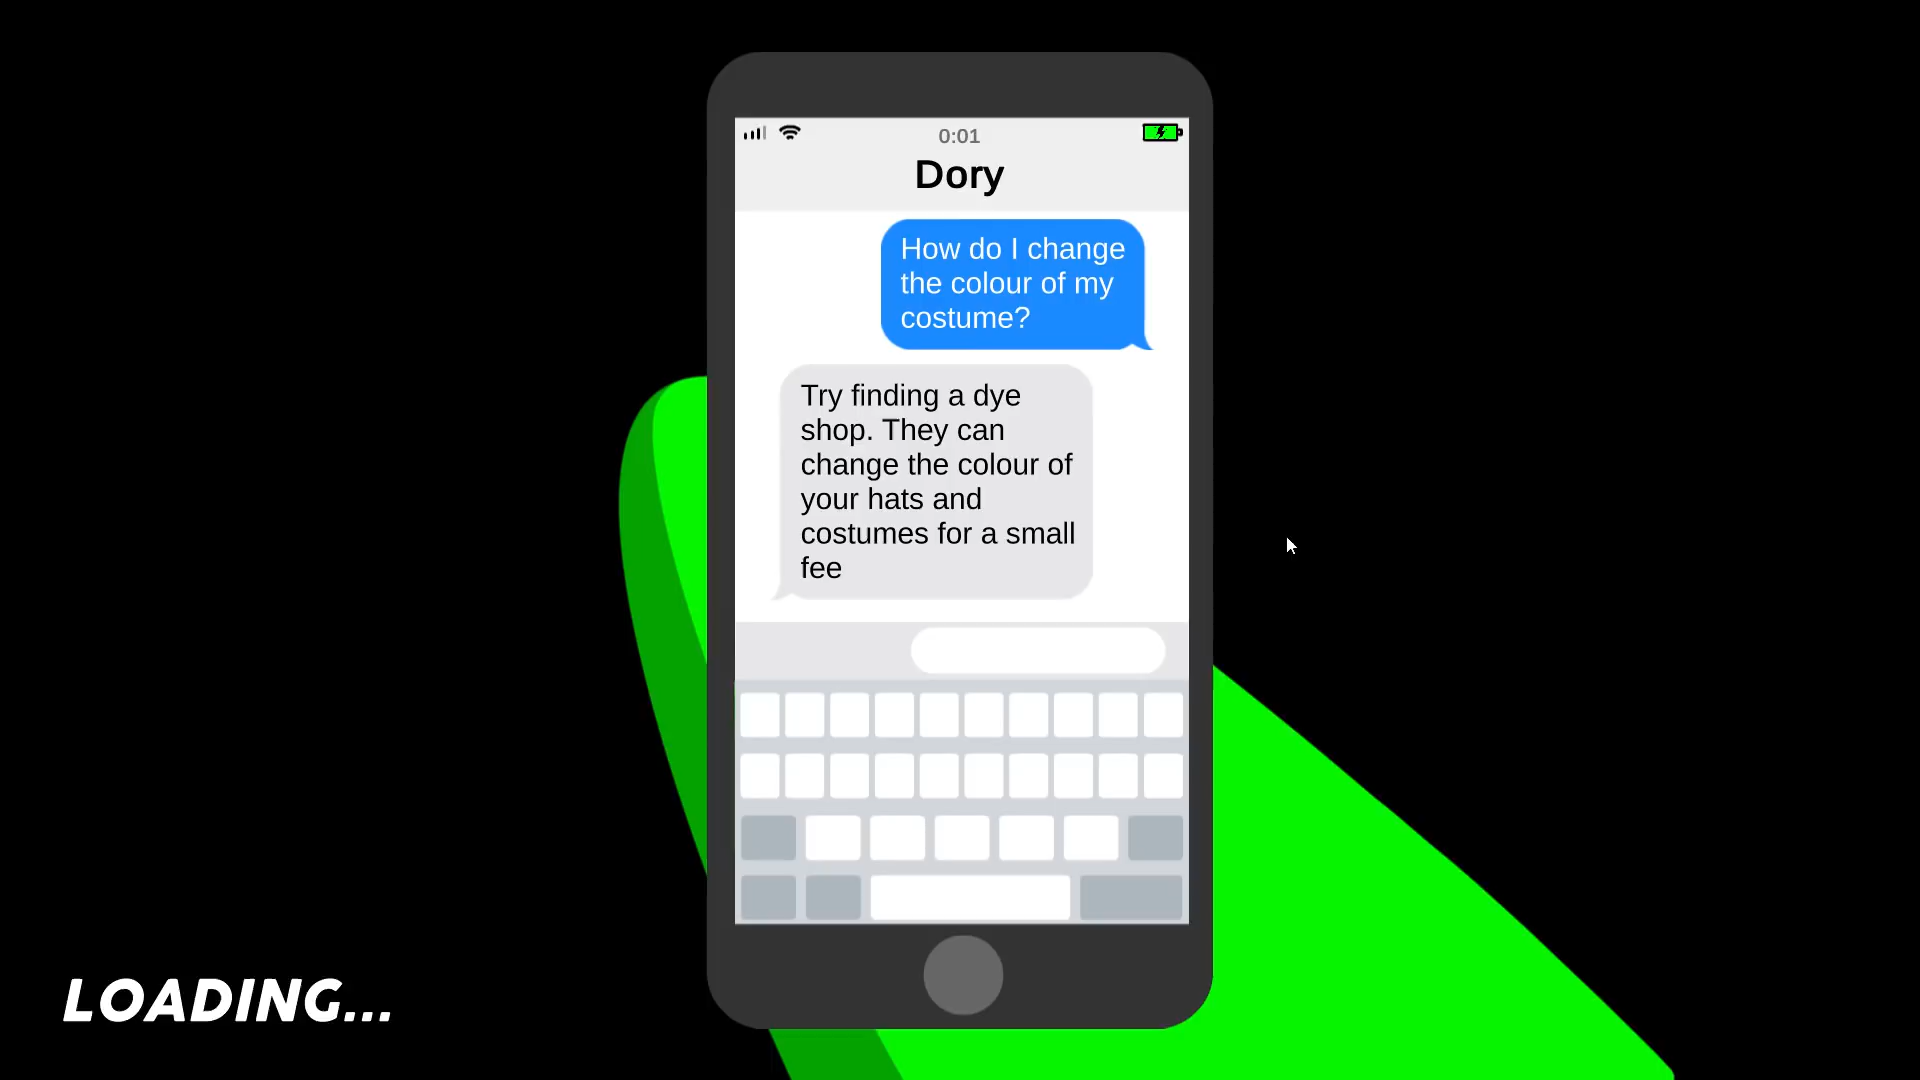 0:01
Dory
How do I change
the colour of my
costume?
Try finding a dye
shop. They can
change the colour of
your hats and
costumes for a small
fee
LOADING...